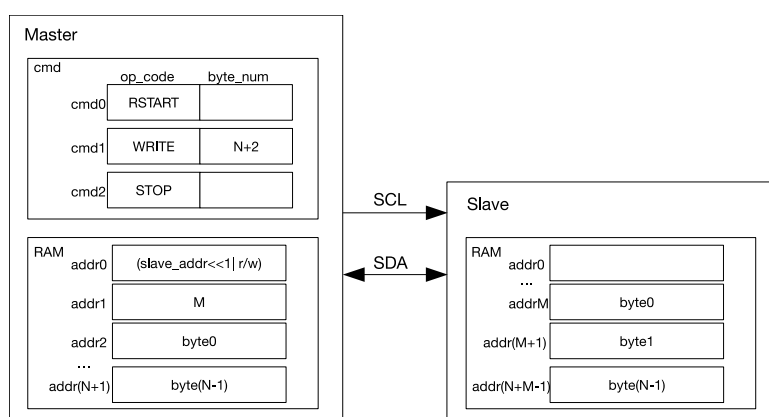 Master
cmd
op_code byte_num
cmd0 RSTART
cmd1 WRITE N+2
cmd2 STOP
RAM
addr0 (slave_addr<<1| r/w)
addr1 M
addr2 byte0
...
addr(N+1) byte(N-1)
SCL
SDA
Slave
RAM
addr0
...
addrM byte0
addr(M+1) byte1
addr(N+M-1) byte(N-1)